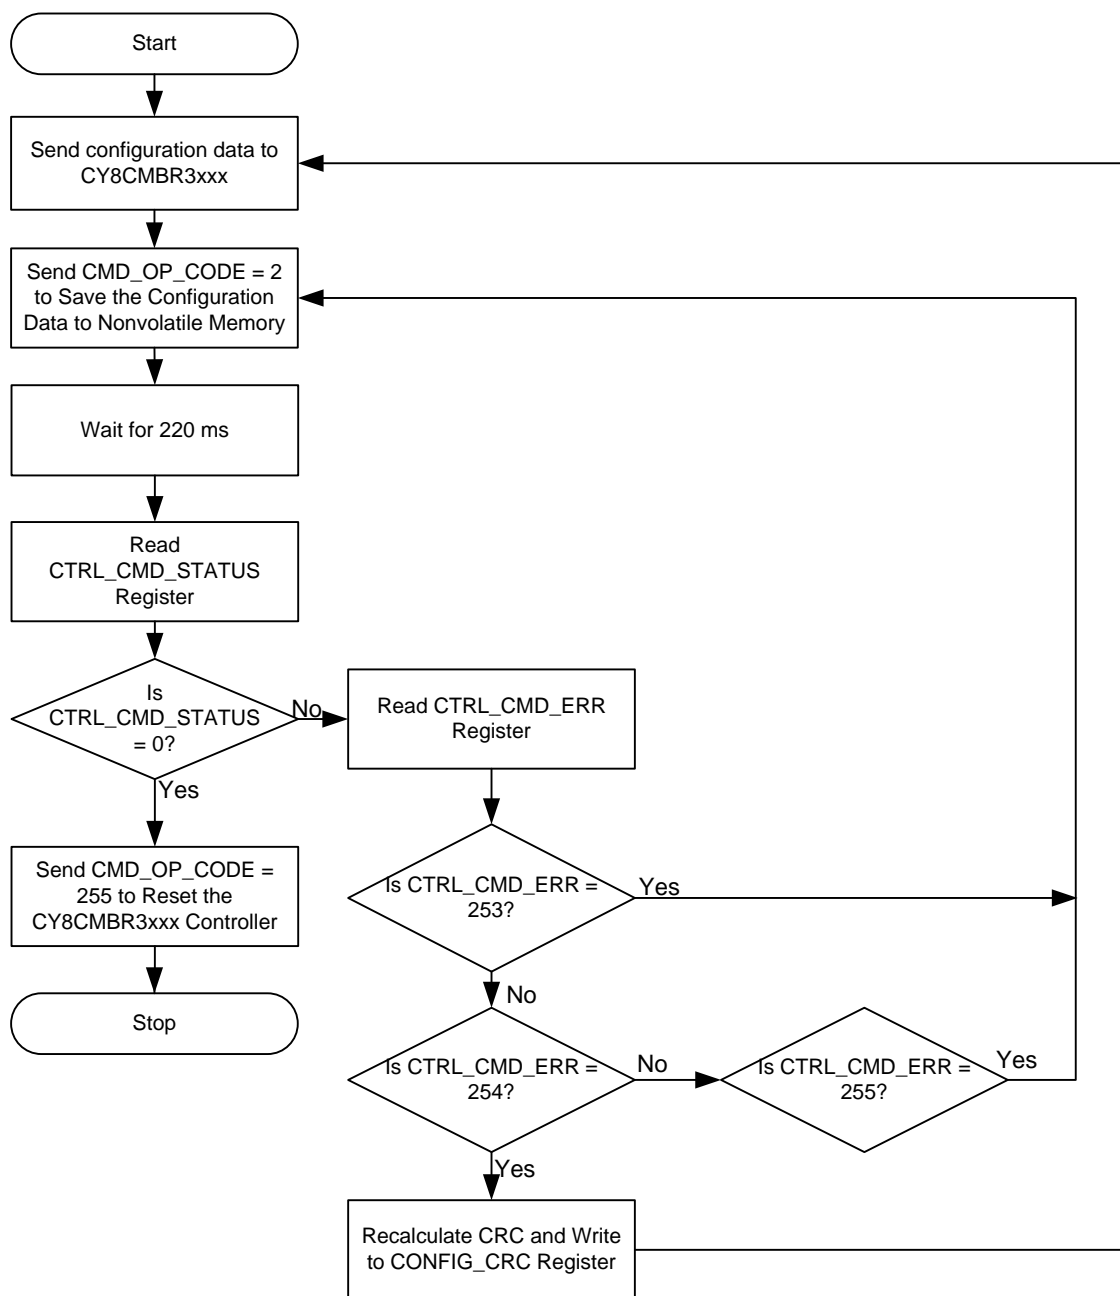 Start
Send configuration data to
CY8CMBR3xxx
Send CMD_OP_CODE = 2
to Save the Configuration
Data to Nonvolatile Memory
Wait for 220 ms
Read
CTRL_CMD_STATUS
Register
Is
CTRL_CMD_STATUS
= 0?
No
Read CTRL_CMD_ERR
Register
Yes
Send CMD_OP_CODE =
255 to Reset the
CY8CMBR3xxx Controller
Stop
Is CTRL_CMD_ERR =
253?
Yes
No
Is CTRL_CMD_ERR =
254?
No
Is CTRL_CMD_ERR =
255?
Yes
Yes
Recalculate CRC and Write
to CONFIG_CRC Register